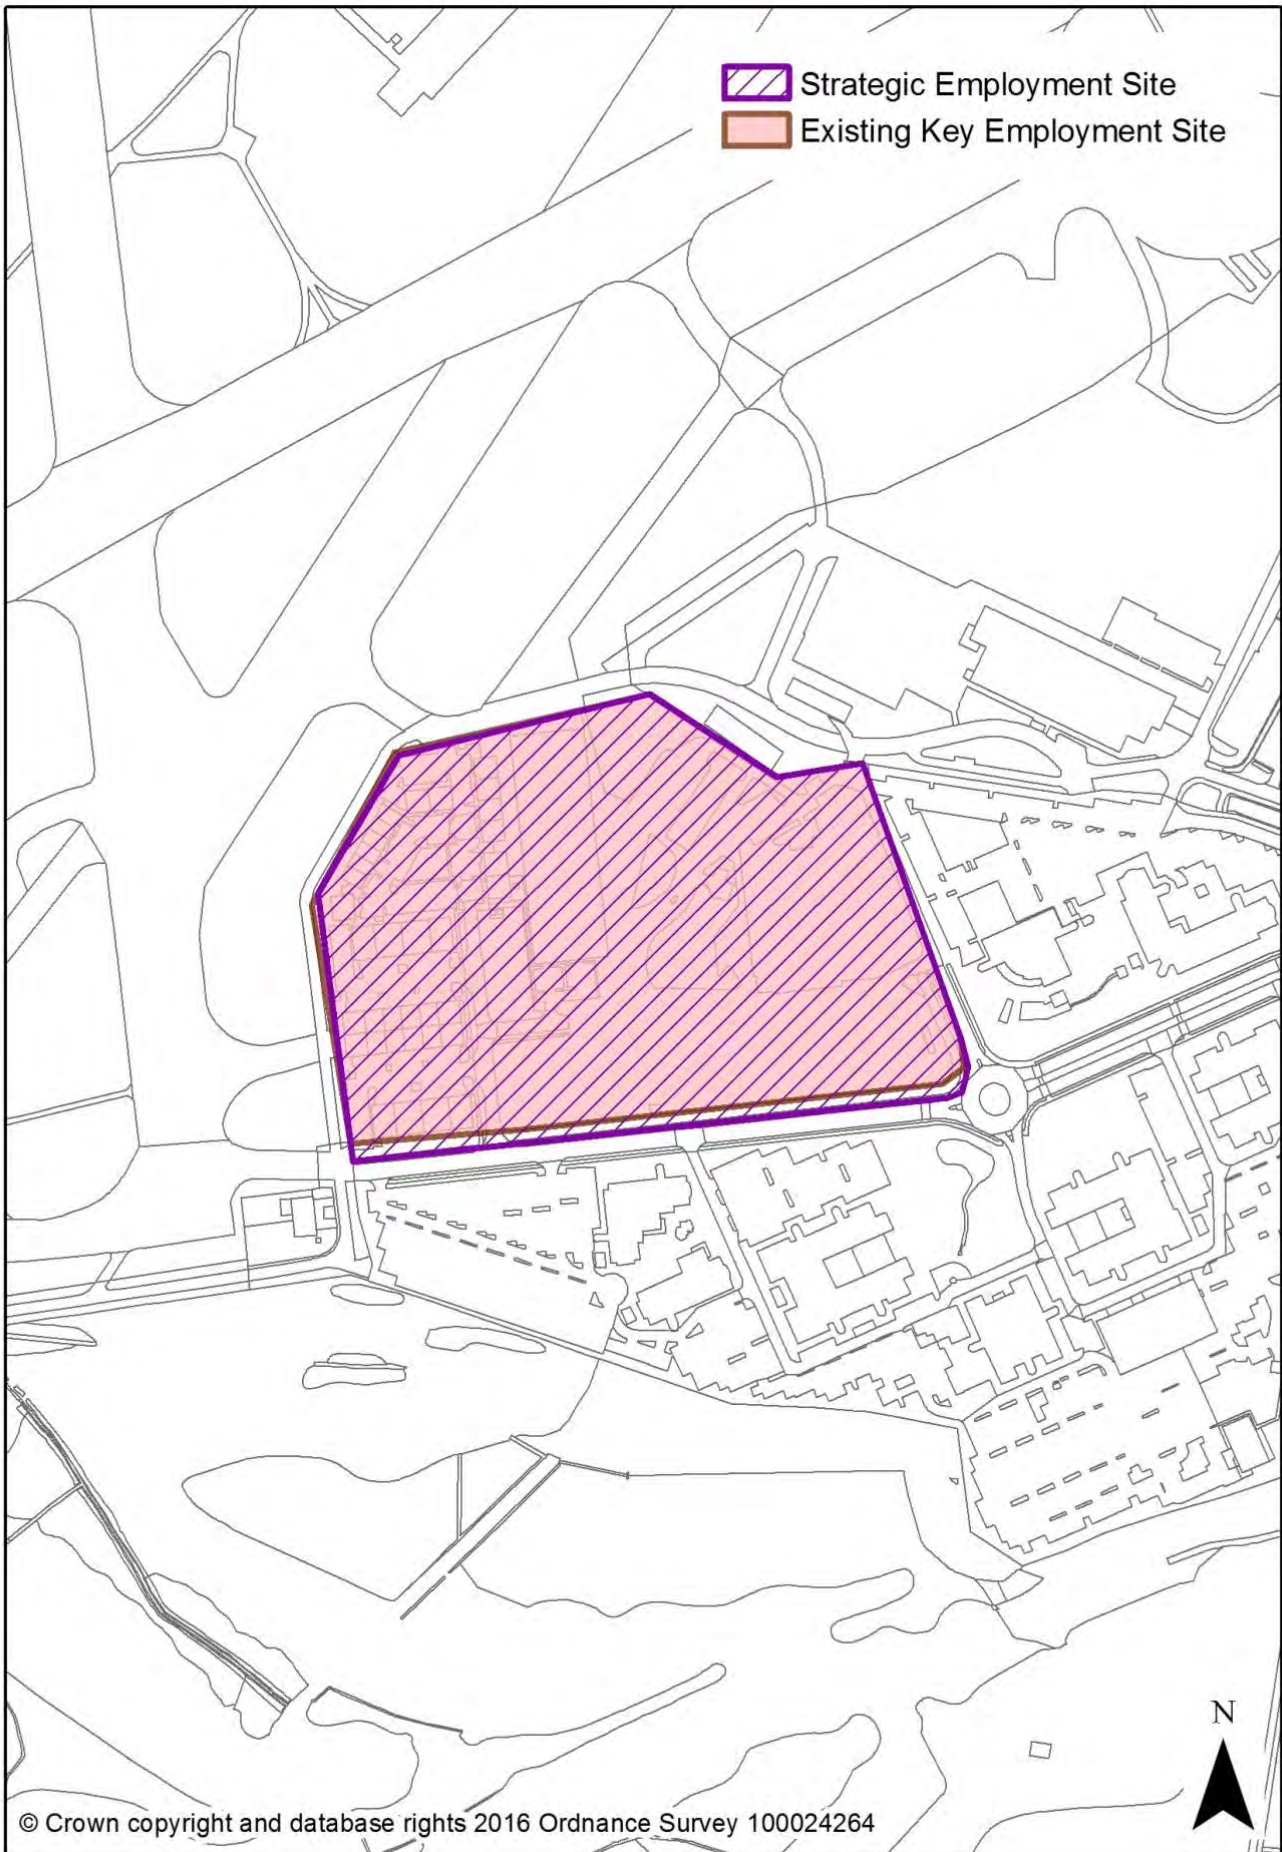 Strategic Employment Site
Existing Key Employment Site
N
© Crown copyright and database rights 2016 Ordnance Survey 100024264